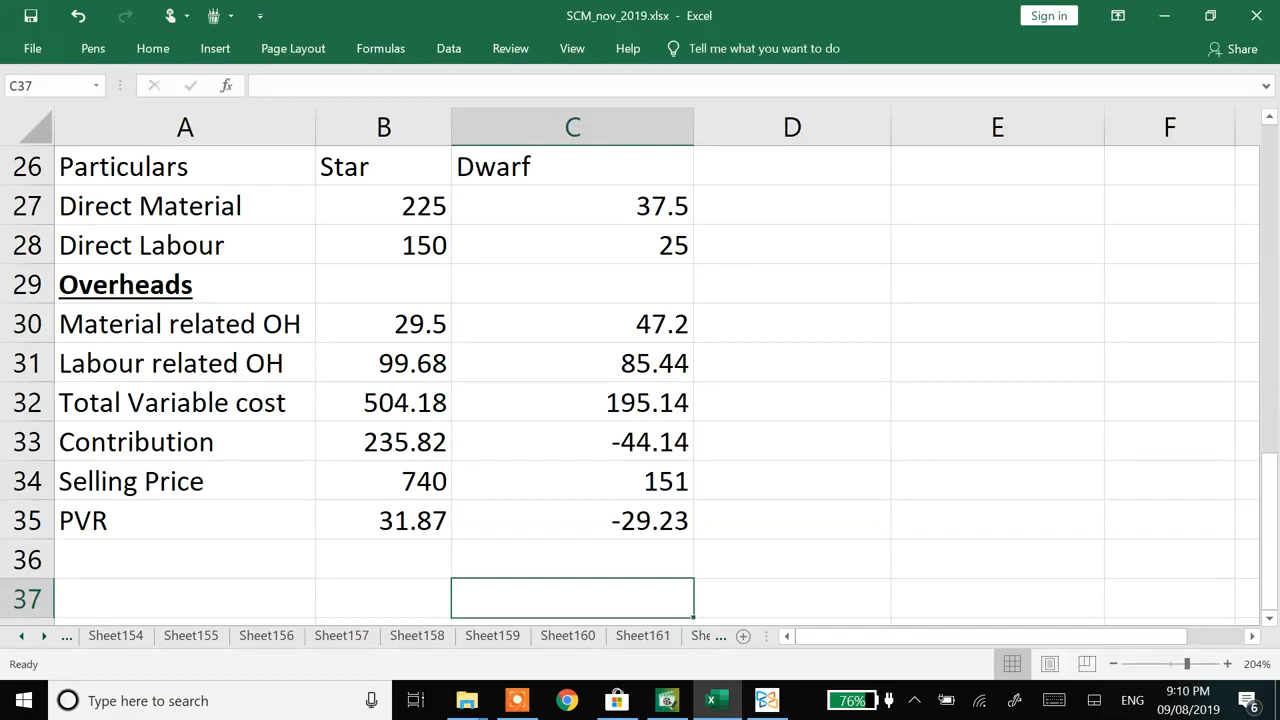 SCM_nov_2019.xlsx - Excel
Sign in
File Pens Home Insert Page Layout Formulas Data Review View Help Tell me what you want to do Share
C37 fx
A B C D E F
26 Particulars Star Dwarf
27 Direct Material 225 37.5
28 Direct Labour 150 25
29 Overheads
30 Material related OH 29.5 47.2
31 Labour related OH 99.68 85.44
32 Total Variable cost 504.18 195.14
33 Contribution 235.82 -44.14
34 Selling Price 740 151
35 PVR 31.87 -29.23
36
37
... Sheet154 Sheet155 Sheet156 Sheet157 Sheet158 Sheet159 Sheet160 Sheet161 She ...
Ready 204%
Type here to search 76% ENG 9:10 PM 6
09/08/2019